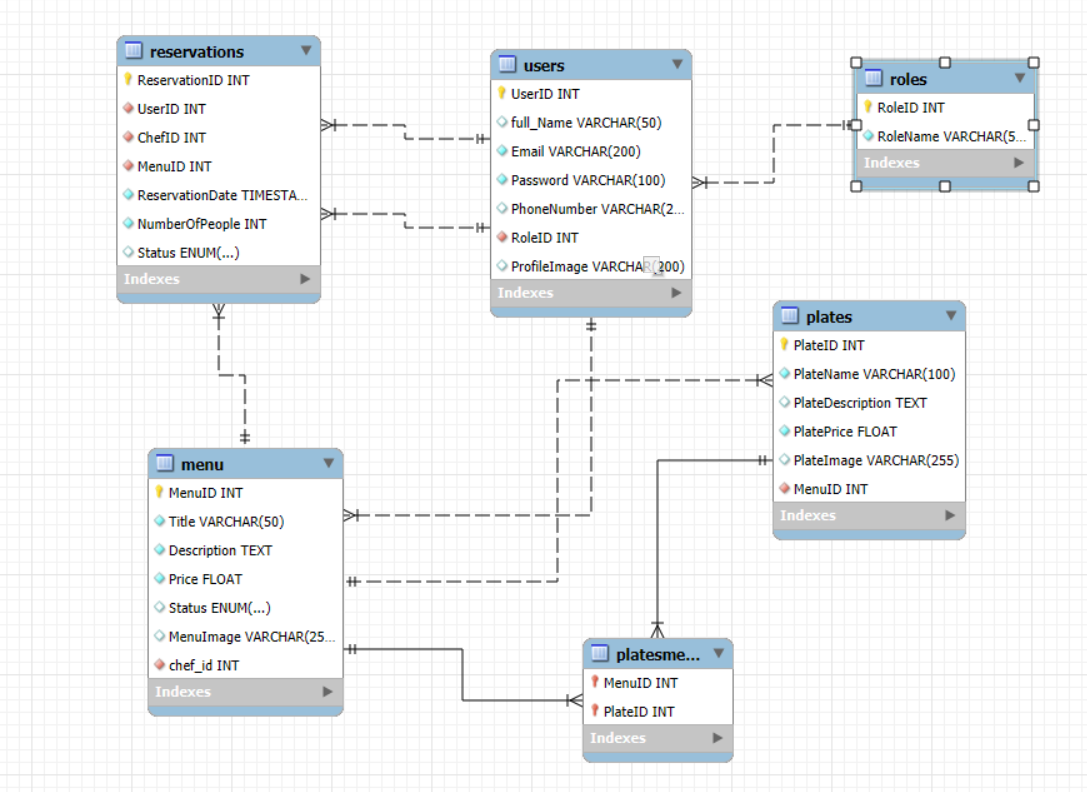 reservations
ReservationID INT
UserID INT
ChefID INT
MenuID INT
ReservationDate TIMESTA...
NumberOfPeople INT
Status ENUM(...)
Indexes
users
UserID INT
full_Name VARCHAR(50)
Email VARCHAR(200)
Password VARCHAR(100)
PhoneNumber VARCHAR(2...
RoleID INT
ProfileImage VARCHAR(200)
Indexes
roles
RoleID INT
RoleName VARCHAR(5...
Indexes
plates
PlateID INT
PlateName VARCHAR(100)
PlateDescription TEXT
PlatePrice FLOAT
PlateImage VARCHAR(255)
MenuID INT
Indexes
menu
MenuID INT
Title VARCHAR(50)
Description TEXT
Price FLOAT
Status ENUM(...)
MenuImage VARCHAR(25...
chef_id INT
Indexes
platesme...
MenuID INT
PlateID INT
Indexes